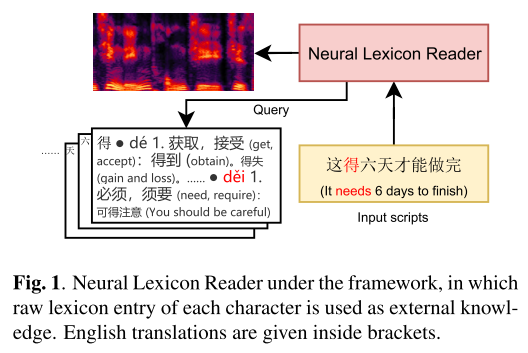 Neural Lexicon Reader
Query
…… 天 六
得 ● dé 1. 获取，接受 (get,
accept)：得到 (obtain)。得失
(gain and loss)。…… ● děi 1.
必须，须要 (need, require)：
可得注意 (You should be careful)
这得六天才能做完
(It needs 6 days to finish)
Input scripts
Fig. 1. Neural Lexicon Reader under the framework, in which
raw lexicon entry of each character is used as external knowl-
edge. English translations are given inside brackets.